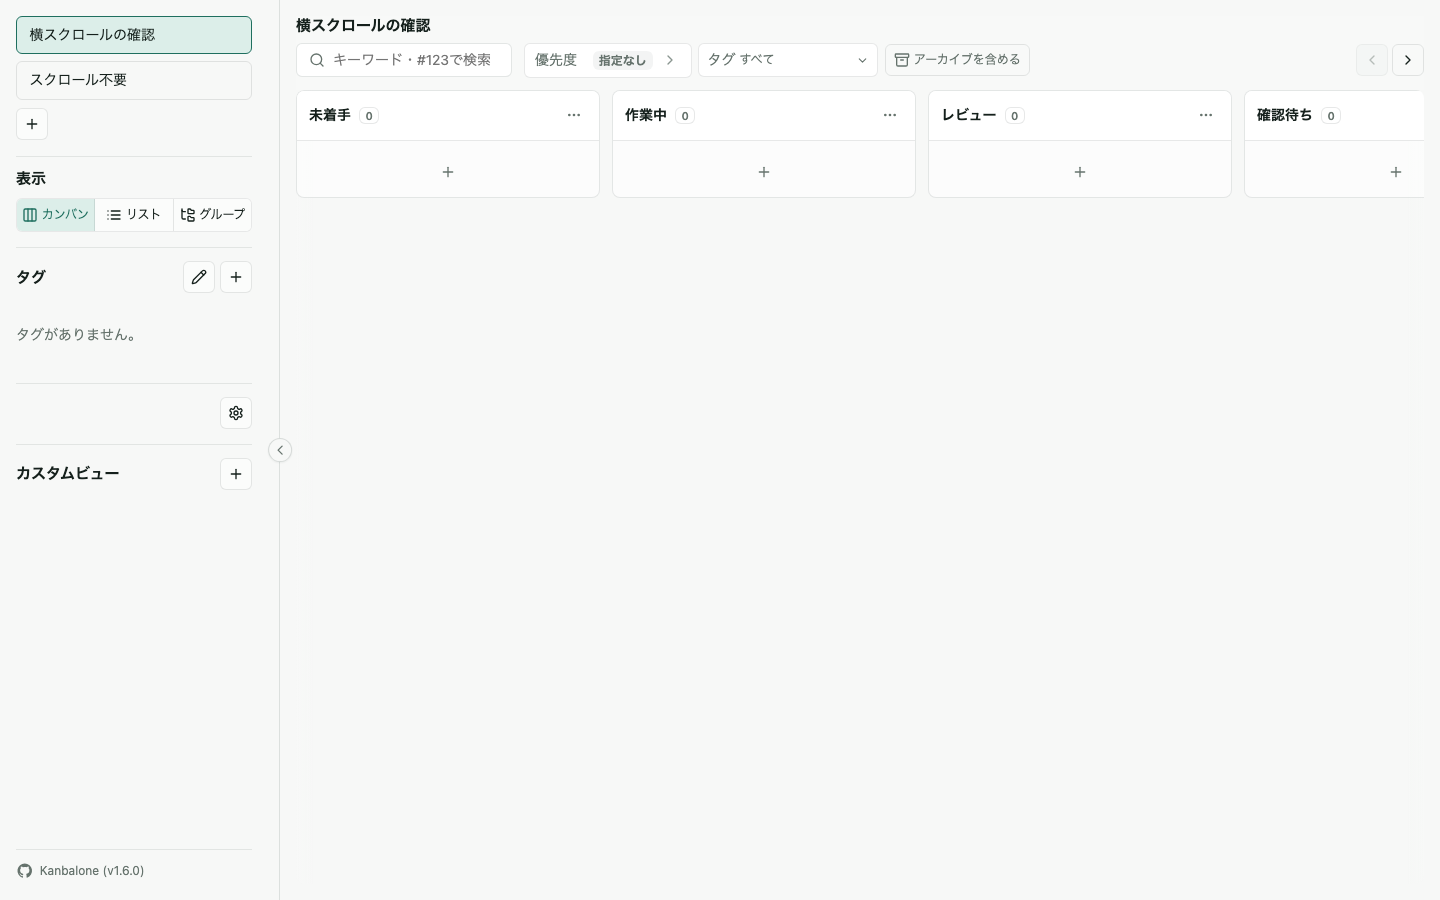 横スクロールの確認
スクロール不要
表示
カンバン リスト グループ
タグ
タグがありません。
カスタムビュー
Kanbalone (v1.6.0)
横スクロールの確認
キーワード・#123で検索 優先度 指定なし タグ すべて アーカイブを含める
未着手 0 作業中 0 レビュー 0 確認待ち 0